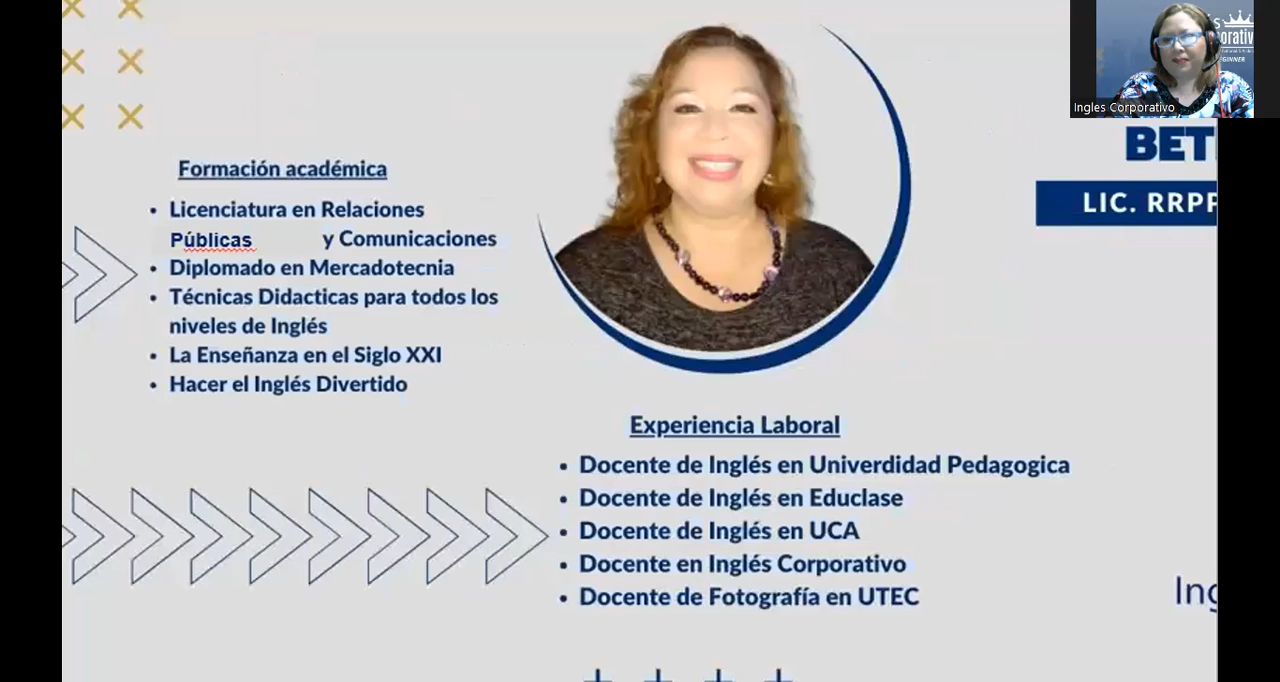 Formación académica
Licenciatura en Relaciones
Públicas y Comunicaciones
Diplomado en Mercadotecnia
Técnicas Didacticas para todos los
niveles de Inglés
La Enseñanza en el Siglo XXI
Hacer el Inglés Divertido
Experiencia Laboral
Docente de Inglés en Univerdidad Pedagogica
Docente de Inglés en Educlase
Docente de Inglés en UCA
Docente en Inglés Corporativo
Docente de Fotografía en UTEC
Ingles Corporativo
BET
LIC. RRPP
Ing